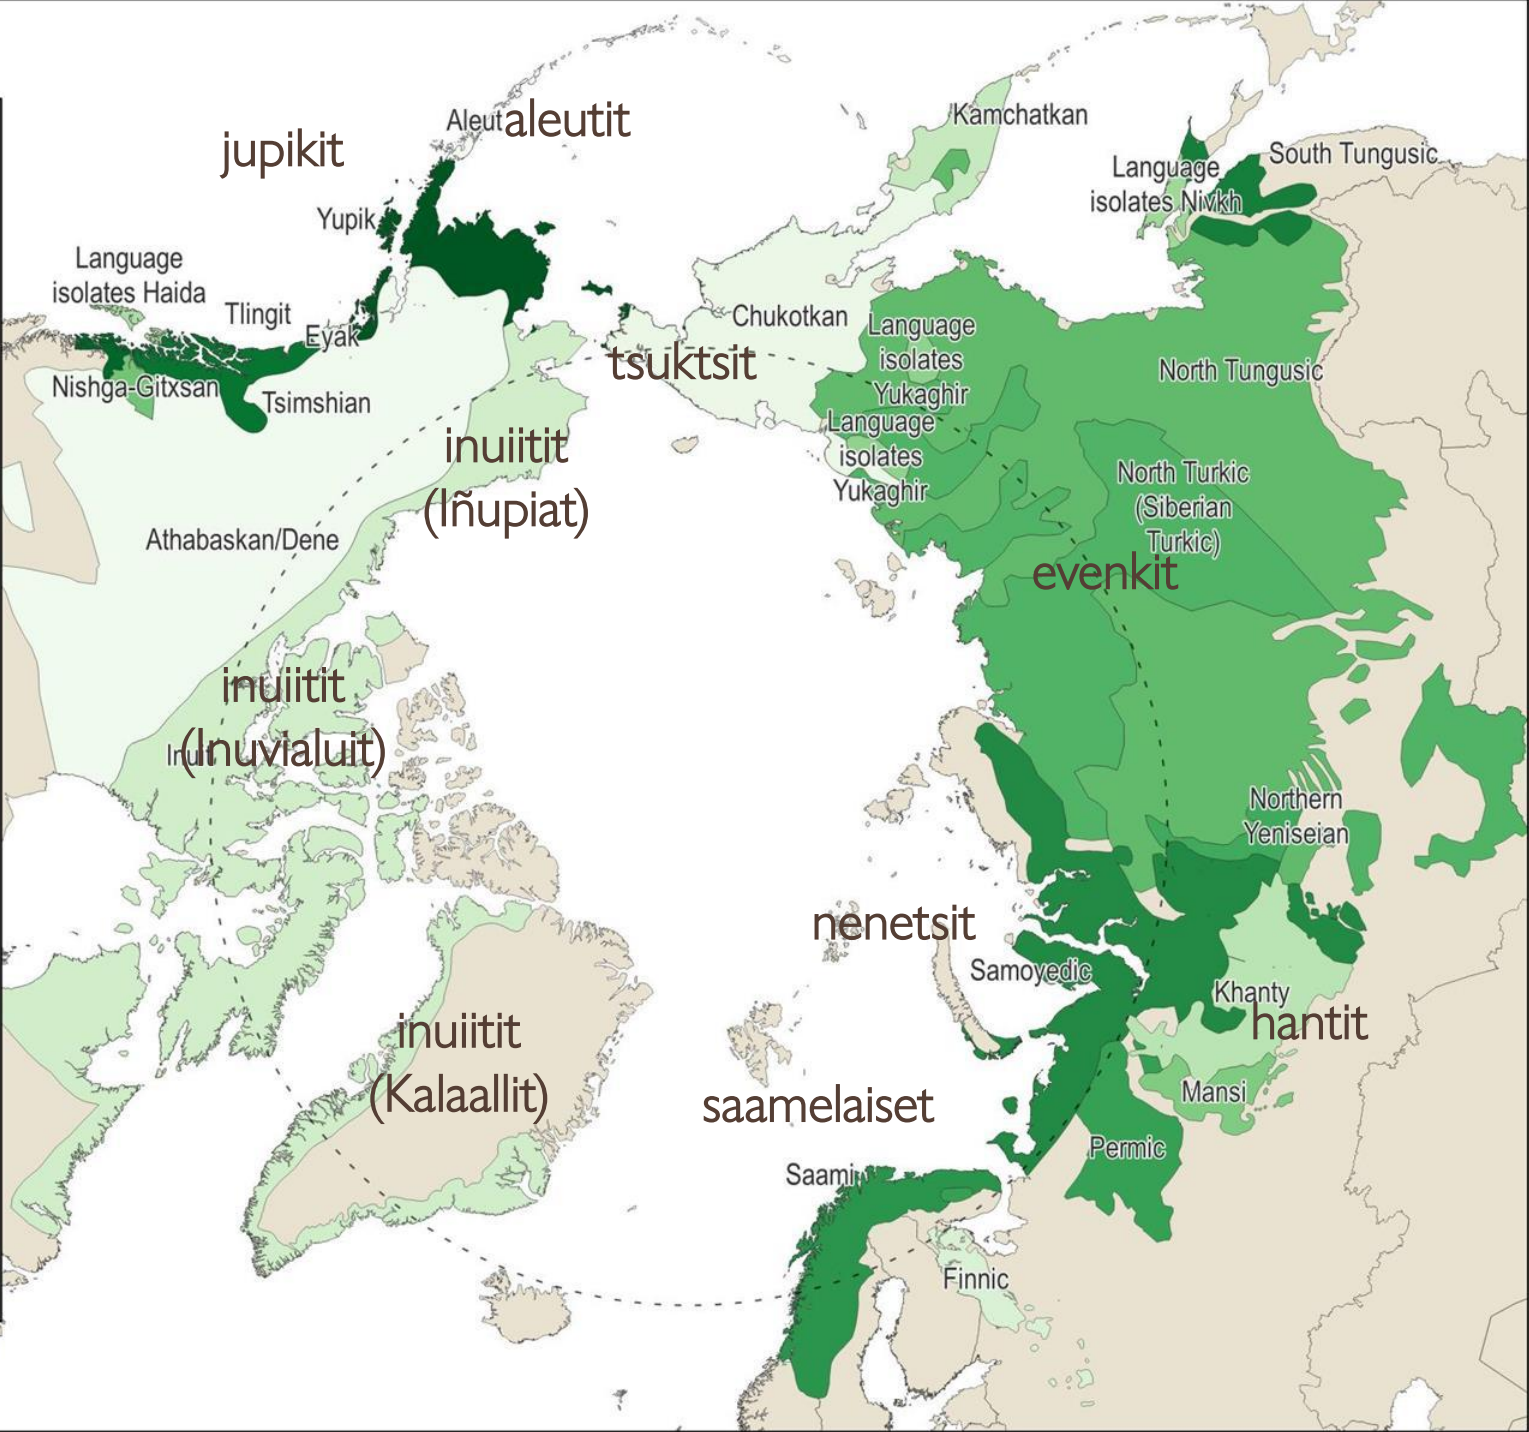 Aleut
aleutit
Kamchatkan
jupikit
South Tungusic
Language
isolates Nivkh
Yupik
Language
isolates Haida
Tlingit
Eyak
Chukotkan
Language
isolates
Yukaghir
tsuktsit
North Tungusic
Nishga-Gitxsan
Tsimshian
Language
isolates
Yukaghir
inuiitit
(Iñupiat)
North Turkic
(Siberian
Turkic)
Athabaskan/Dene
evenkit
inuiitit
(Inuvialuit)
Inuit
Northern
Yeniseian
nenetsit
Samoyedic
Khanty
hantit
inuiitit
(Kalaallit)
Mansi
saamelaiset
Permic
Saami
Finnic